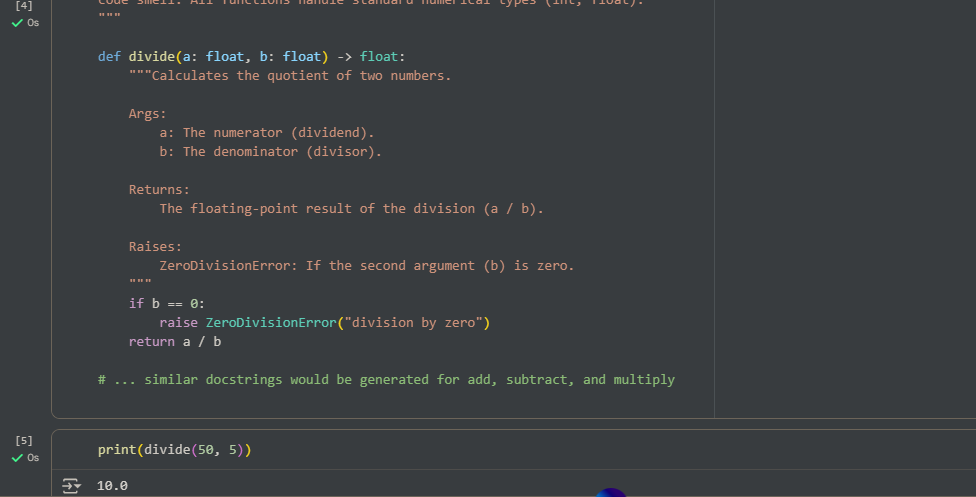 [4]
code smell. All functions handle standard numerical types (int, float).
0s
"""
def divide(a: float, b: float) -> float:
"""Calculates the quotient of two numbers.
Args:
a: The numerator (dividend).
b: The denominator (divisor).
Returns:
The floating-point result of the division (a / b).
Raises:
ZeroDivisionError: If the second argument (b) is zero.
"""
if b == 0:
raise ZeroDivisionError("division by zero")
return a / b
# ... similar docstrings would be generated for add, subtract, and multiply
[5]
0s
print(divide(50, 5))
10.0